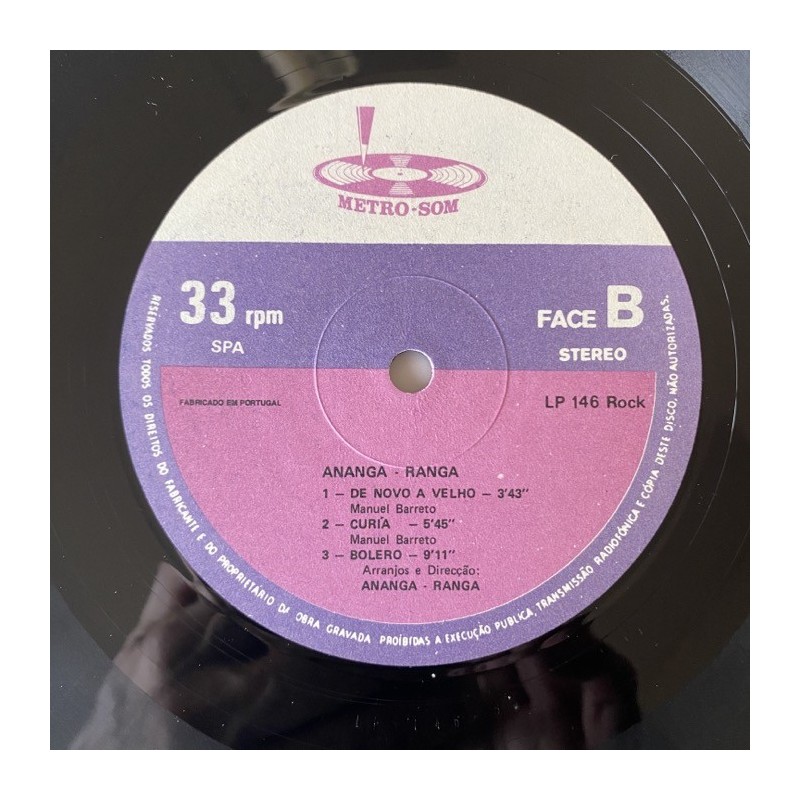 METRO-SOM
33 rpm
SPA
FACE B
STEREO
FABRICADO EM PORTUGAL
LP 146 Rock
ANANGA - RANGA
1 – DE NOVO A VELHO – 3'43"
Manuel Barreto
2 – CURIA – 5'45"
Manuel Barreto
3 – BOLERO – 9'11"
Arranjos e Direcção:
ANANGA - RANGA
RESERVADOS TODOS OS DIREITOS DO FABRICANTE E DO PROPRIETÁRIO DA OBRA GRAVADA PROÍBIDAS A EXECUÇÃO PUBLICA, TRANSMISSÃO RADIOFÓNICA E CÓPIA DESTE DISCO, NÃO AUTORIZADAS.